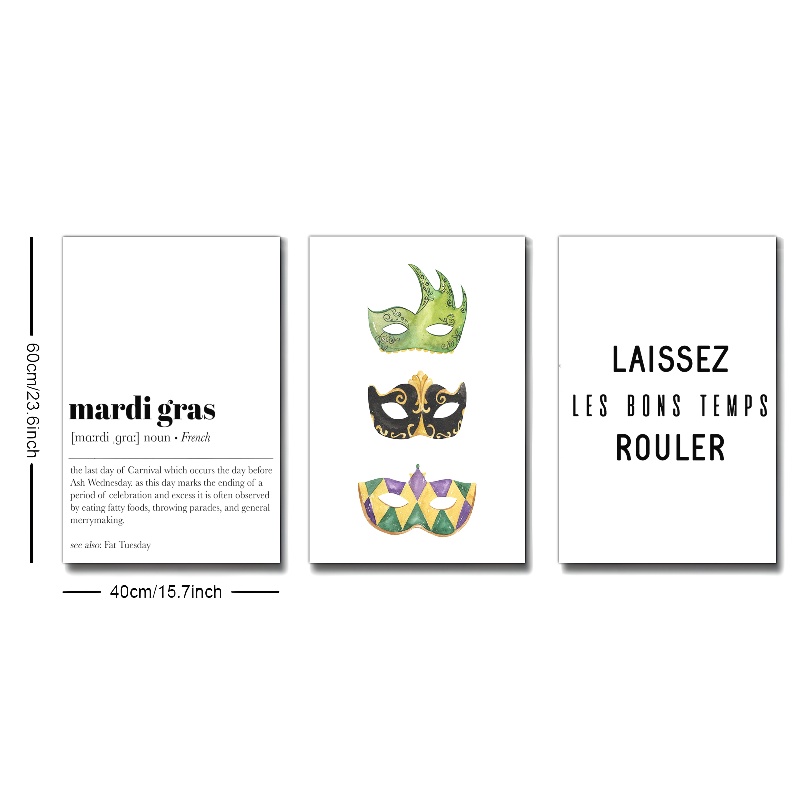 60cm/23.6inch
mardi gras
[mɑːrdi ˌɡrɑː] noun • French
the last day of Carnival which occurs the day before
Ash Wednesday. as this day marks the ending of a
period of celebration and excess it is often observed
by eating fatty foods, throwing parades, and general
merrymaking.
see also: Fat Tuesday
40cm/15.7inch
LAISSEZ
LES BONS TEMPS
ROULER